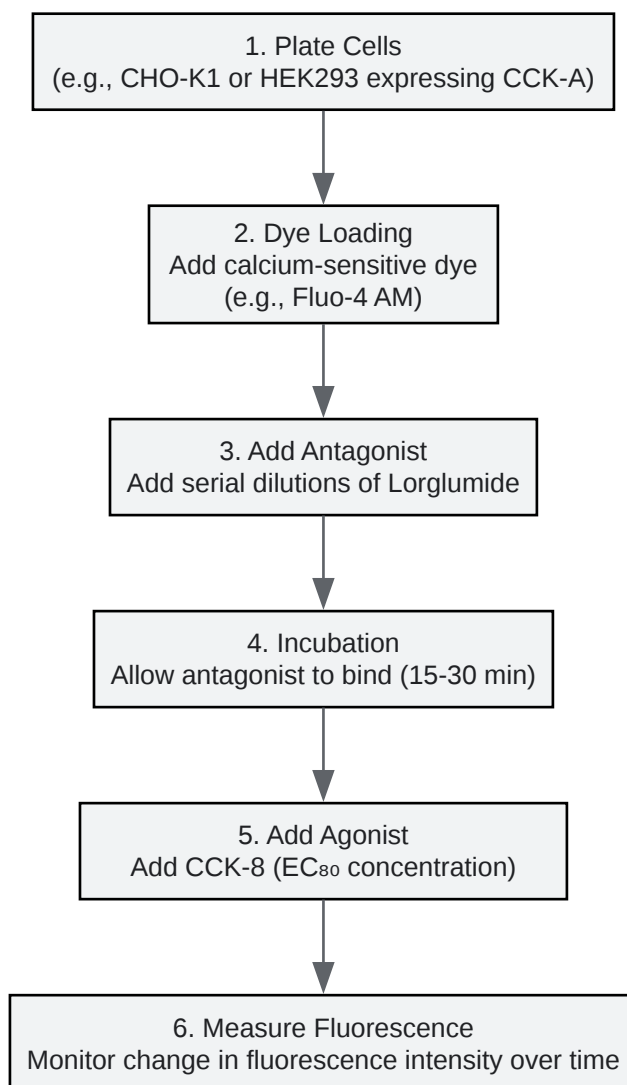 1. Plate Cells
(e.g., CHO-K1 or HEK293 expressing CCK-A)
2. Dye Loading
Add calcium-sensitive dye
(e.g., Fluo-4 AM)
3. Add Antagonist
Add serial dilutions of Lorglumide
4. Incubation
Allow antagonist to bind (15-30 min)
5. Add Agonist
Add CCK-8 (EC₈₀ concentration)
6. Measure Fluorescence
Monitor change in fluorescence intensity over time